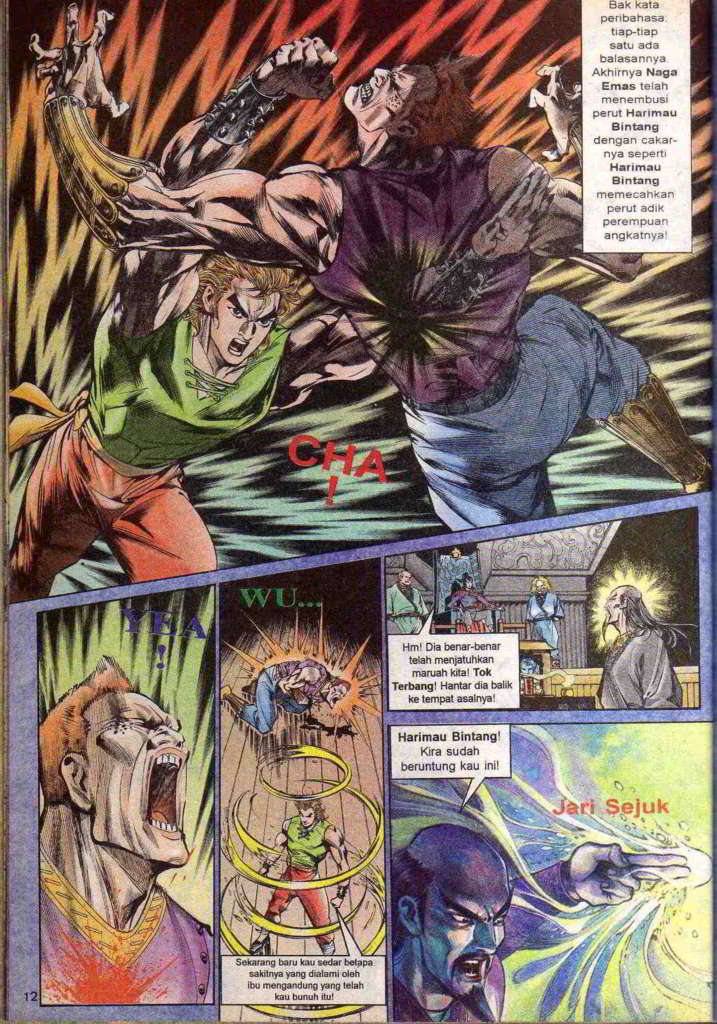 Bak kata
peribahasa:
tiap-tiap
satu ada
balasannya.
Akhirnya Naga
Emas telah
menembusi
perut Harimau
Bintang
dengan cakar-
nya seperti
Harimau
Bintang
memecahkan
perut adik
perempuan
angkatnya!
CHA
!
YEA
!
WU...
Sekarang baru kau sedar betapa
sakitnya yang dialami oleh
ibu mengandung yang telah
kau bunuh itu!
Hm! Dia benar-benar
telah menjatuhkan
maruah kita! Tok
Terbang! Hantar dia balik
ke tempat asalnya!
Harimau Bintang!
Kira sudah
beruntung kau ini!
Jari Sejuk
12